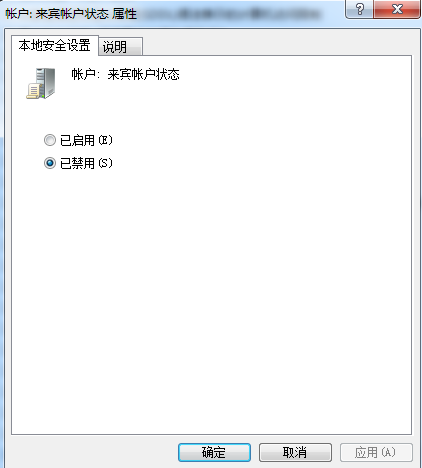 帐户: 来宾帐户状态 属性
本地安全设置
说明
帐户: 来宾帐户状态
已启用(E)
已禁用(S)
确定
取消
应用(A)